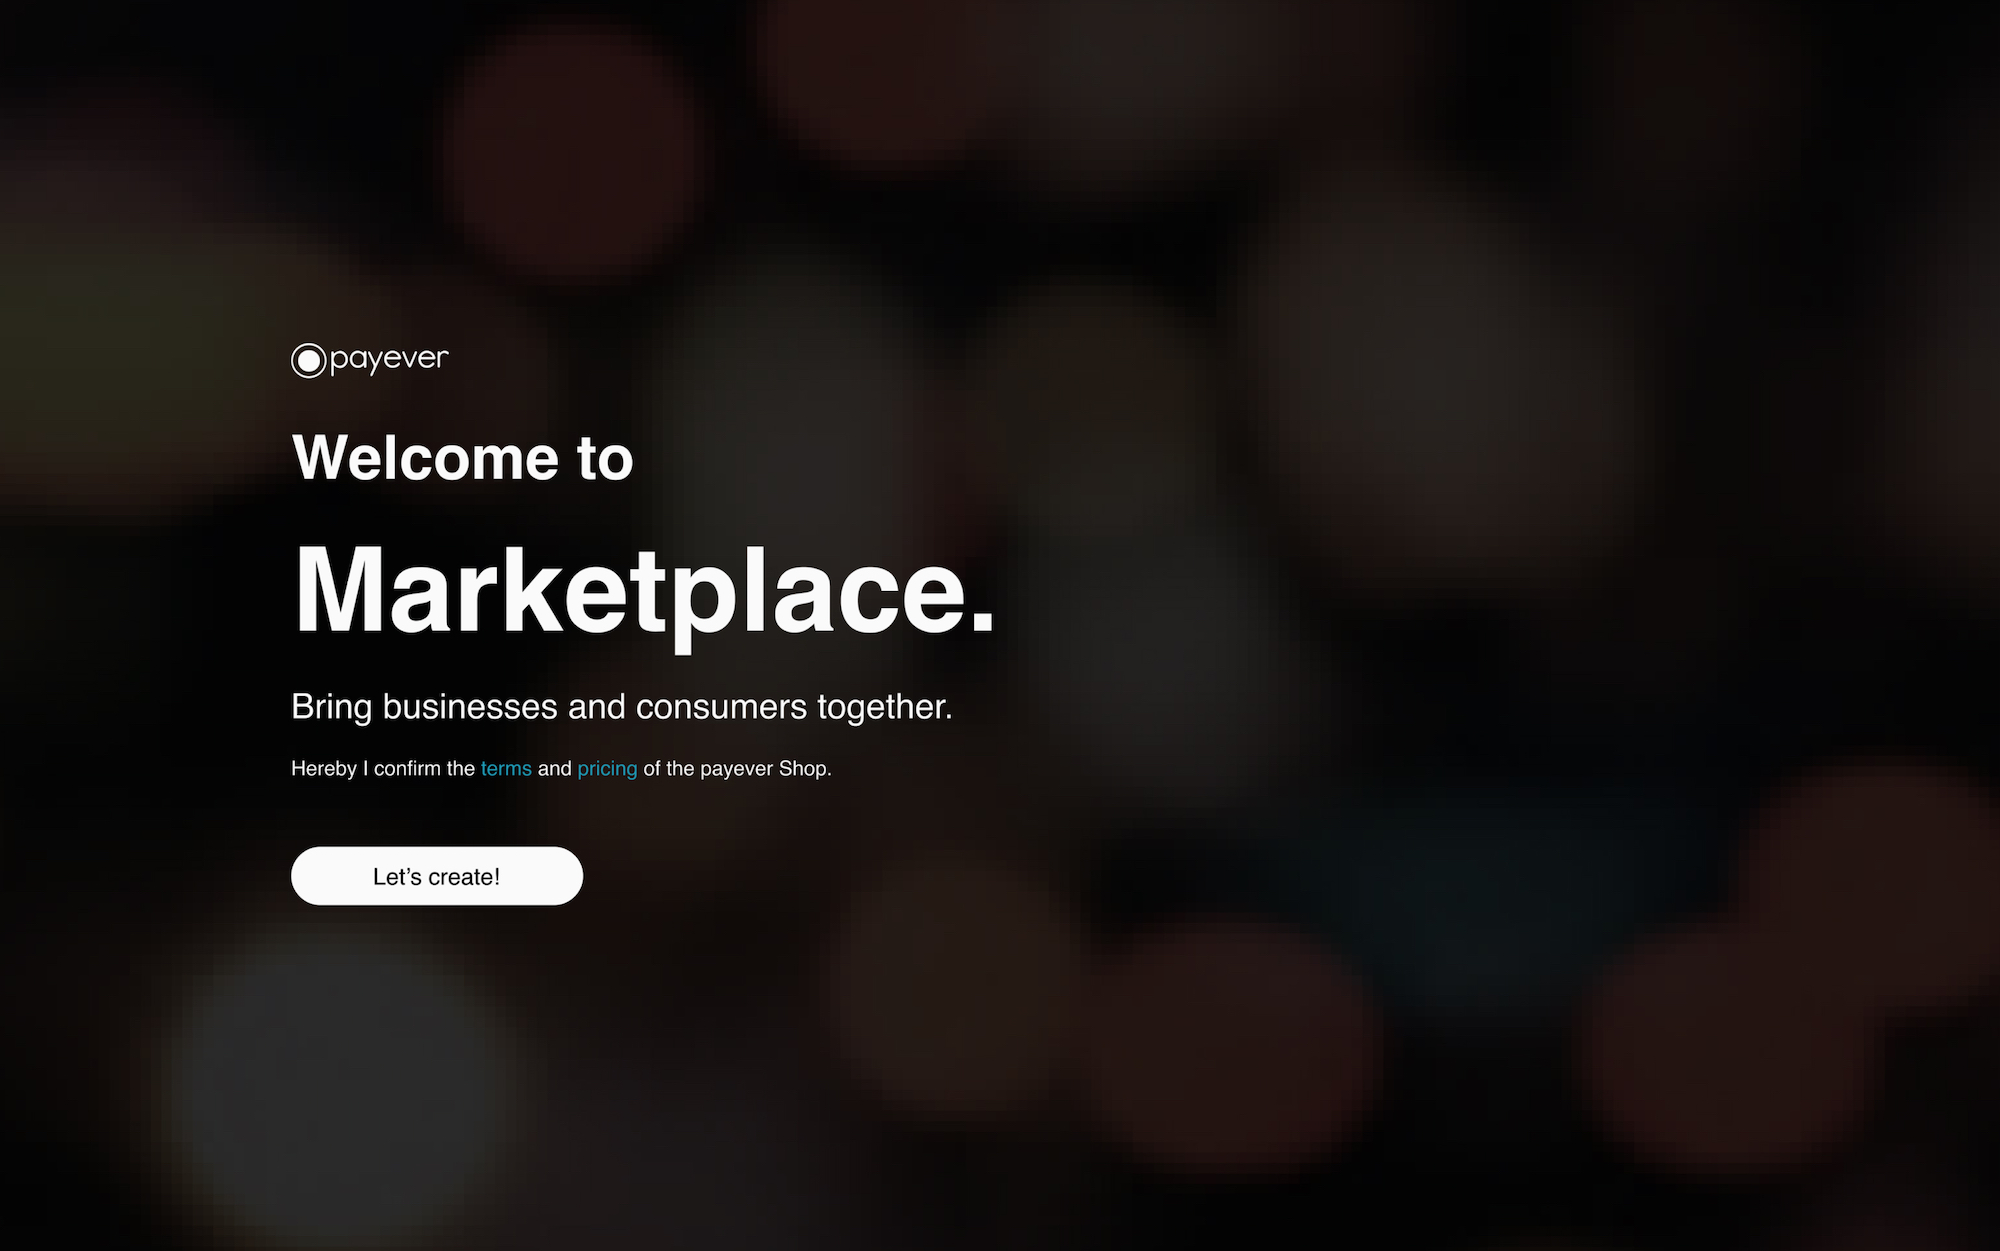 payever
Welcome to
Marketplace.
Bring businesses and consumers together.
Hereby I confirm the terms and pricing of the payever Shop.
Let’s create!